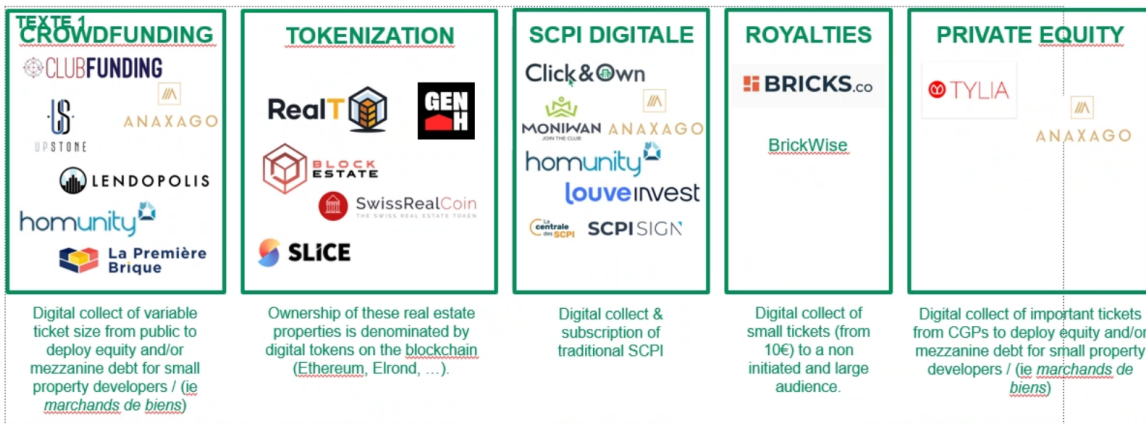 TEXTE 1
CROWDFUNDING
CLUBFUNDING
US
UPSTONE
ANAXAGO
LENDOPOLIS
homunity
La Première
Brique
Digital collect of variable
ticket size from public to
deploy equity and/or
mezzanine debt for small
property developers / (ie
marchands de biens)
TOKENIZATION
RealT
GEN
H
BLOCK
ESTATE
SwissRealCoin
THE SWISS REAL ESTATE TOKEN
SLiCE
Ownership of these real estate
properties is denominated by
digital tokens on the blockchain
(Ethereum, Elrond, …).
SCPI DIGITALE
Click&Own
MONIWAN
JOIN THE CLUB
ANAXAGO
homunity
louveinvest
La
centrale
des SCPI
SCPI SIGN
Digital collect &
subscription of
traditional SCPI
ROYALTIES
BRICKS.co
BrickWise
Digital collect of
small tickets (from
10€) to a non
initiated and large
audience.
PRIVATE EQUITY
TYLIA
ANAXAGO
Digital collect of important tickets
from CGPs to deploy equity and/or
mezzanine debt for small property
developers / (ie marchands de
biens)